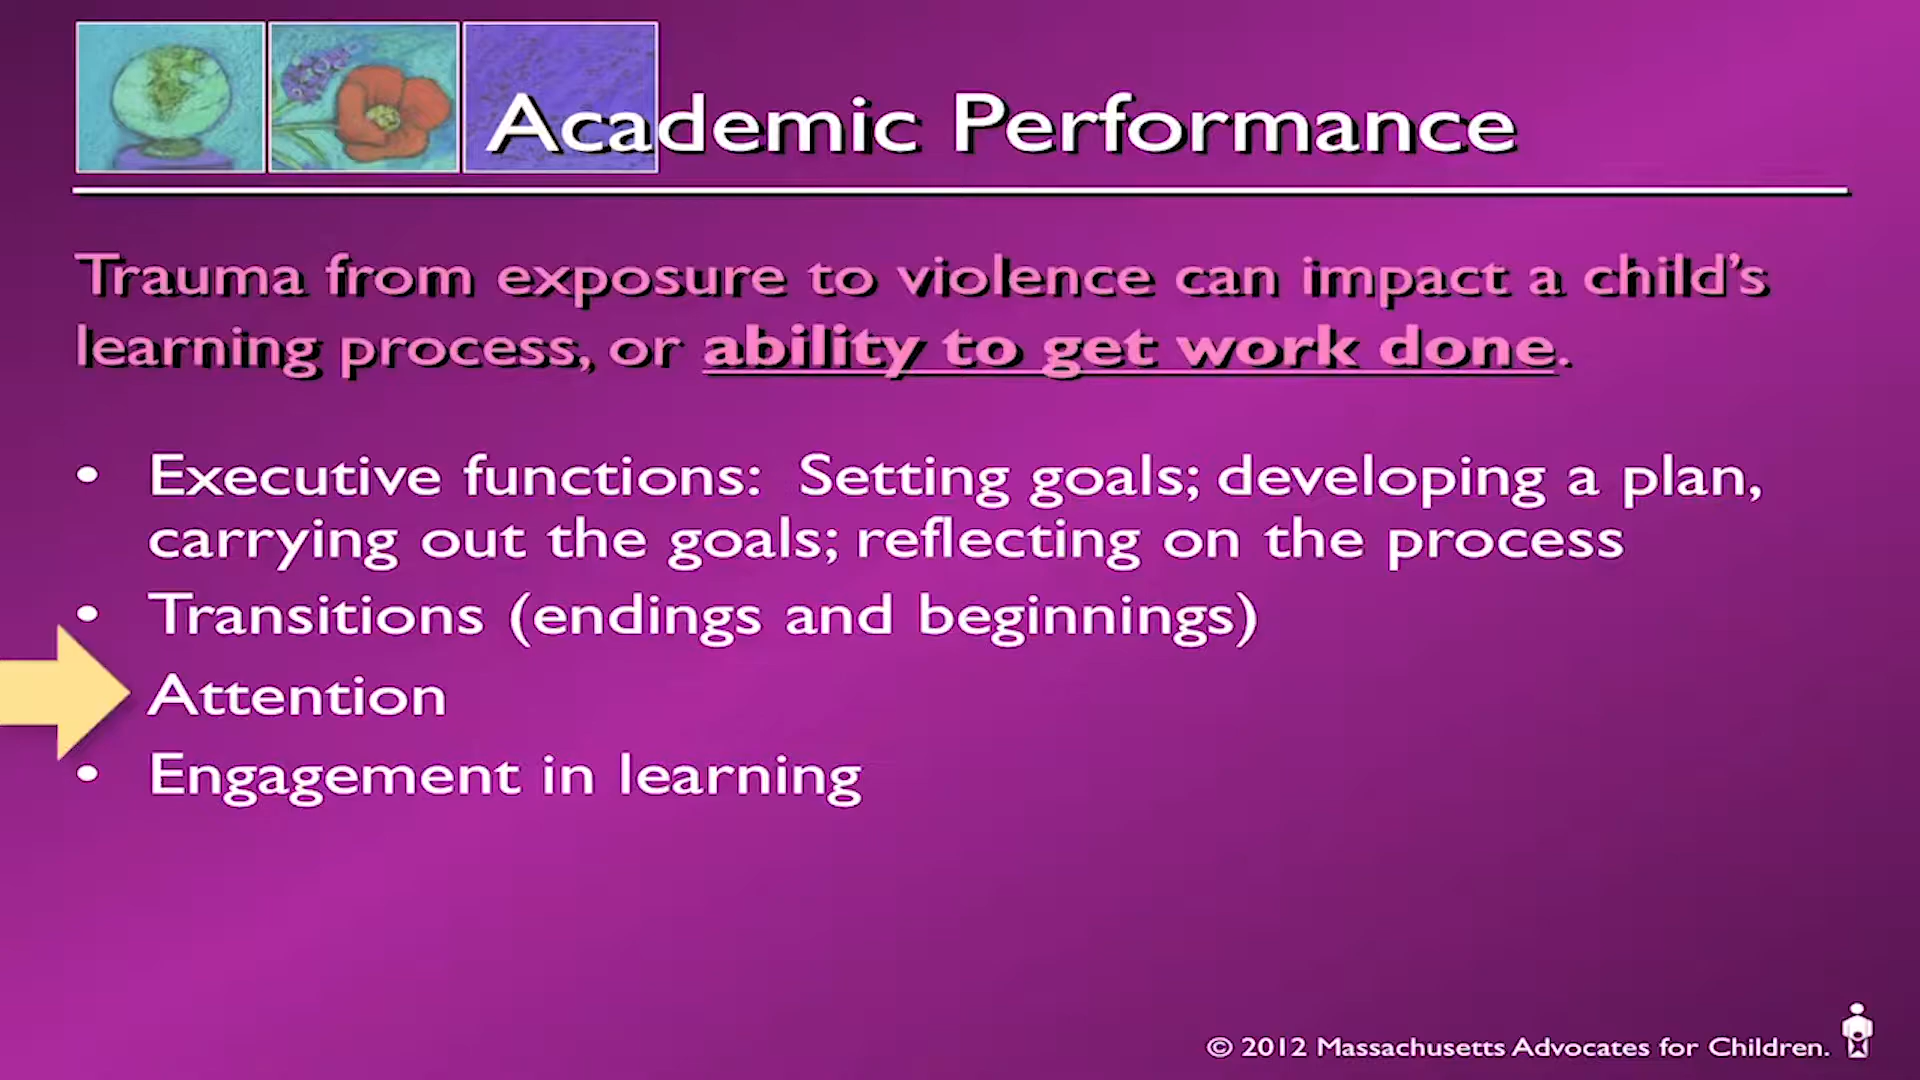 Academic Performance
Trauma from exposure to violence can impact a child's
learning process, or ability to get work done.
• Executive functions: Setting goals; developing a plan,
carrying out the goals; reflecting on the process
• Transitions (endings and beginnings)
Attention
• Engagement in learning
© 2012 Massachusetts Advocates for Children.